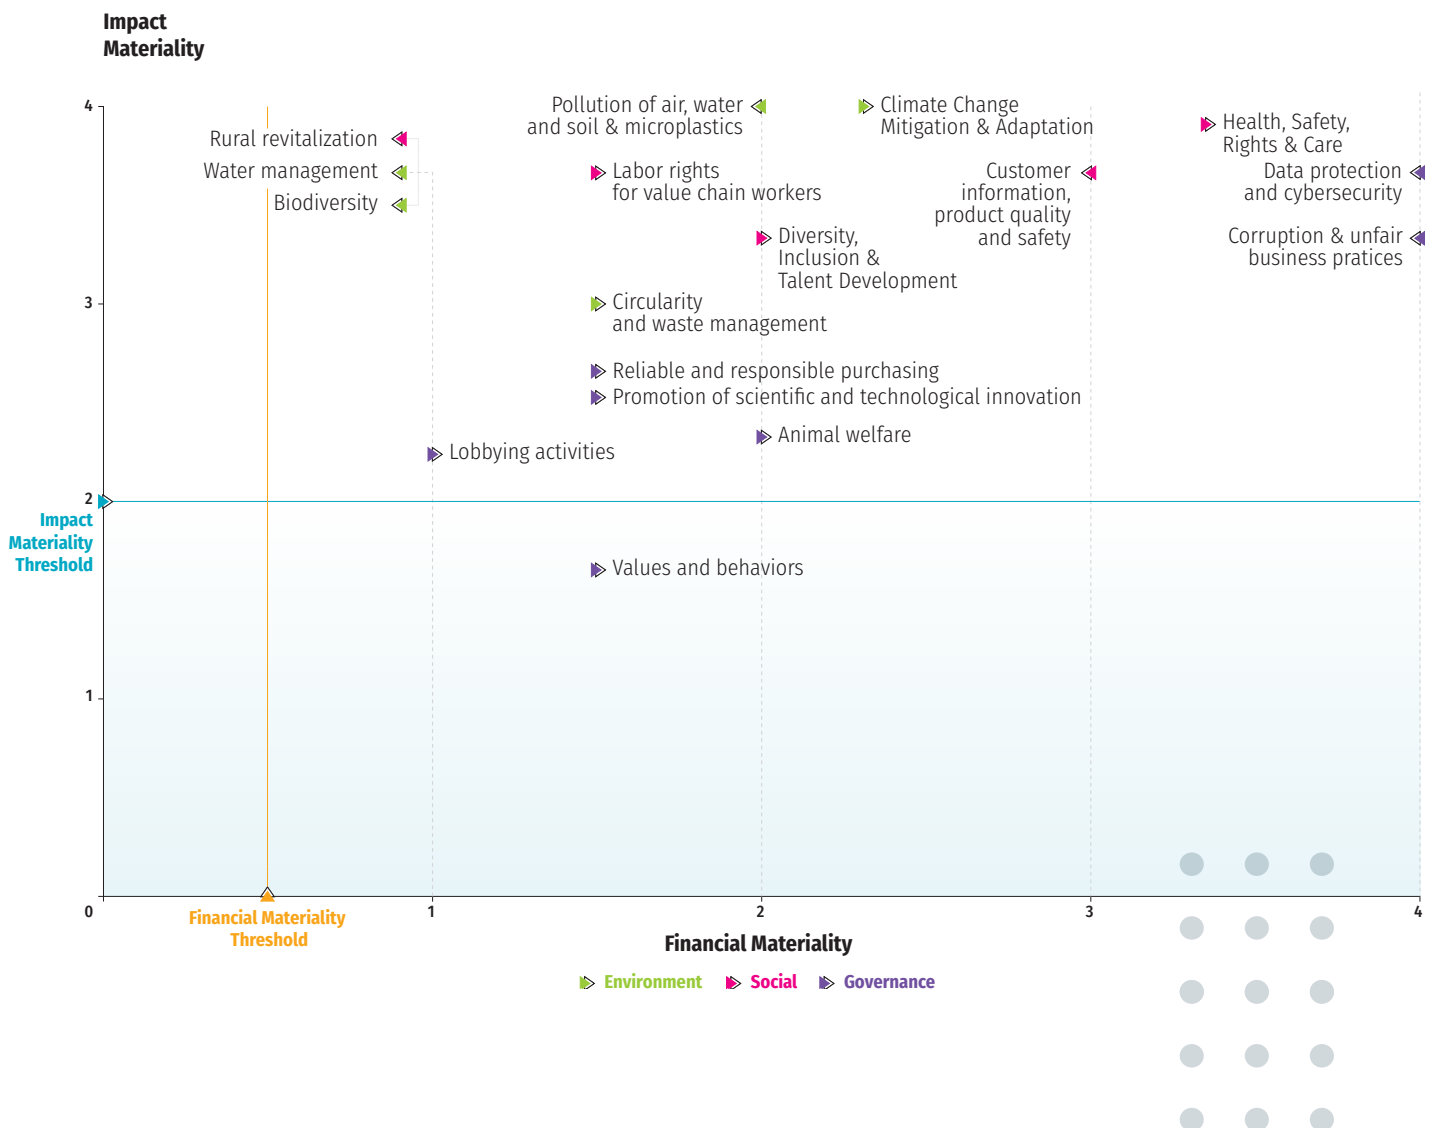 Impact
Materiality
4
Pollution of air, water
and soil & microplastics
Climate Change
Mitigation & Adaptation
Health, Safety,
Rights & Care
Rural revitalization
Water management
Biodiversity
Labor rights
for value chain workers
Customer
information,
product quality
and safety
Data protection
and cybersecurity
Diversity,
Inclusion &
Talent Development
Corruption & unfair
business pratices
3
Circularity
and waste management
Reliable and responsible purchasing
Promotion of scientific and technological innovation
Animal welfare
Lobbying activities
2
Impact
Materiality
Threshold
Values and behaviors
1
0
1
2
3
4
Financial Materiality
Threshold
Financial Materiality
Environment
Social
Governance